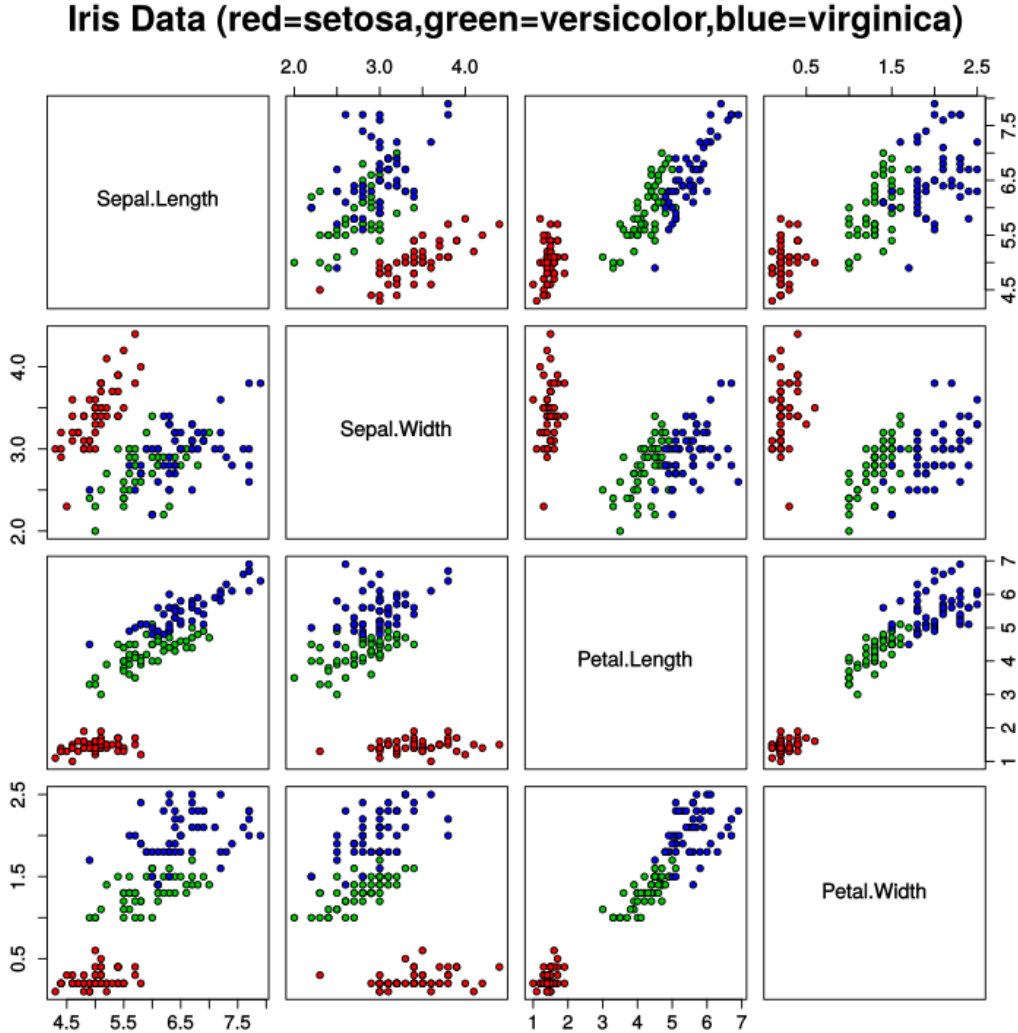 Iris Data (red=setosa,green=versicolor,blue=virginica)
2.0 3.0 4.0 0.5 1.5 2.5
Sepal.Length
4.5 5.5 6.5 7.5
2.0 3.0 4.0
Sepal.Width
Petal.Length
1 2 3 4 5 6 7
0.5 1.5 2.5
Petal.Width
4.5 5.5 6.5 7.5 1 2 3 4 5 6 7